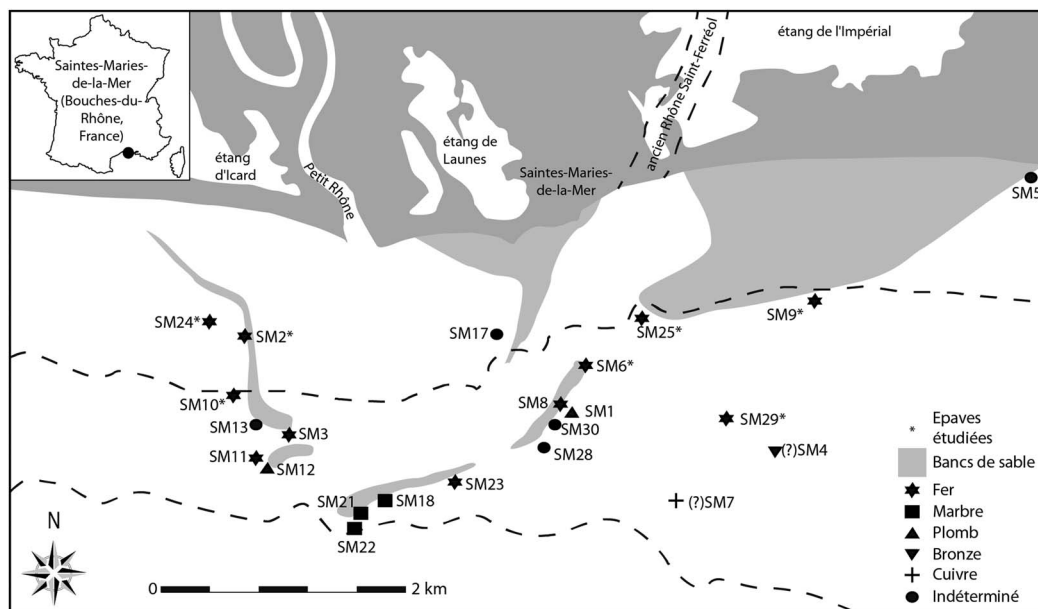 Saintes-Maries-
de-la-Mer
(Bouches-du-
Rhône,
France)
étang de l'Impérial
ancien Rhône Saint-Ferréol
étang
d'Icard
Petit Rhône
étang de
Launes
Saintes-Maries-
de-la-Mer
SM5
SM24*
SM2*
SM17
SM25*
SM9*
SM6*
SM10*
SM8
SM1
SM13
SM3
SM30
SM29*
SM11
SM12
SM28
(?)SM4
SM23
SM21
SM18
(?)SM7
SM22
N
0
2 km
* Epaves
étudiées
Bancs de sable
Fer
Marbre
Plomb
Bronze
Cuivre
Indéterminé